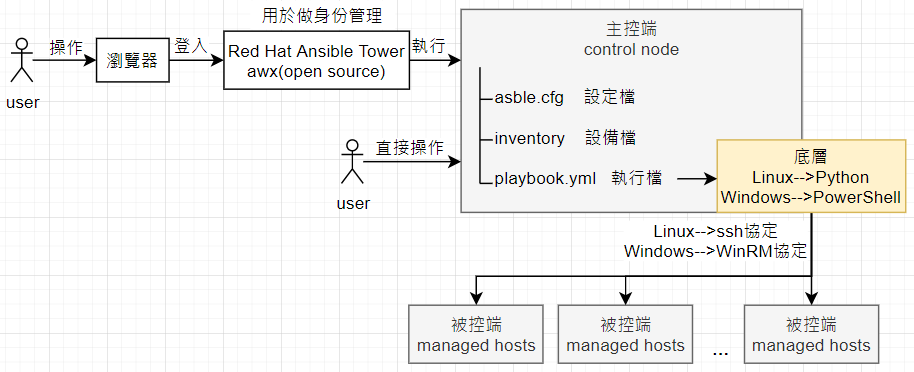 用於做身份管理
操作
user
瀏覽器
登入
Red Hat Ansible Tower
awx(open source)
執行
主控端
control node
asble.cfg 設定檔
inventory 設備檔
playbook.yml 執行檔
直接操作
user
底層
Linux-->Python
Windows-->PowerShell
Linux-->ssh協定
Windows-->WinRM協定
被控端
managed hosts
被控端
managed hosts
...
被控端
managed hosts